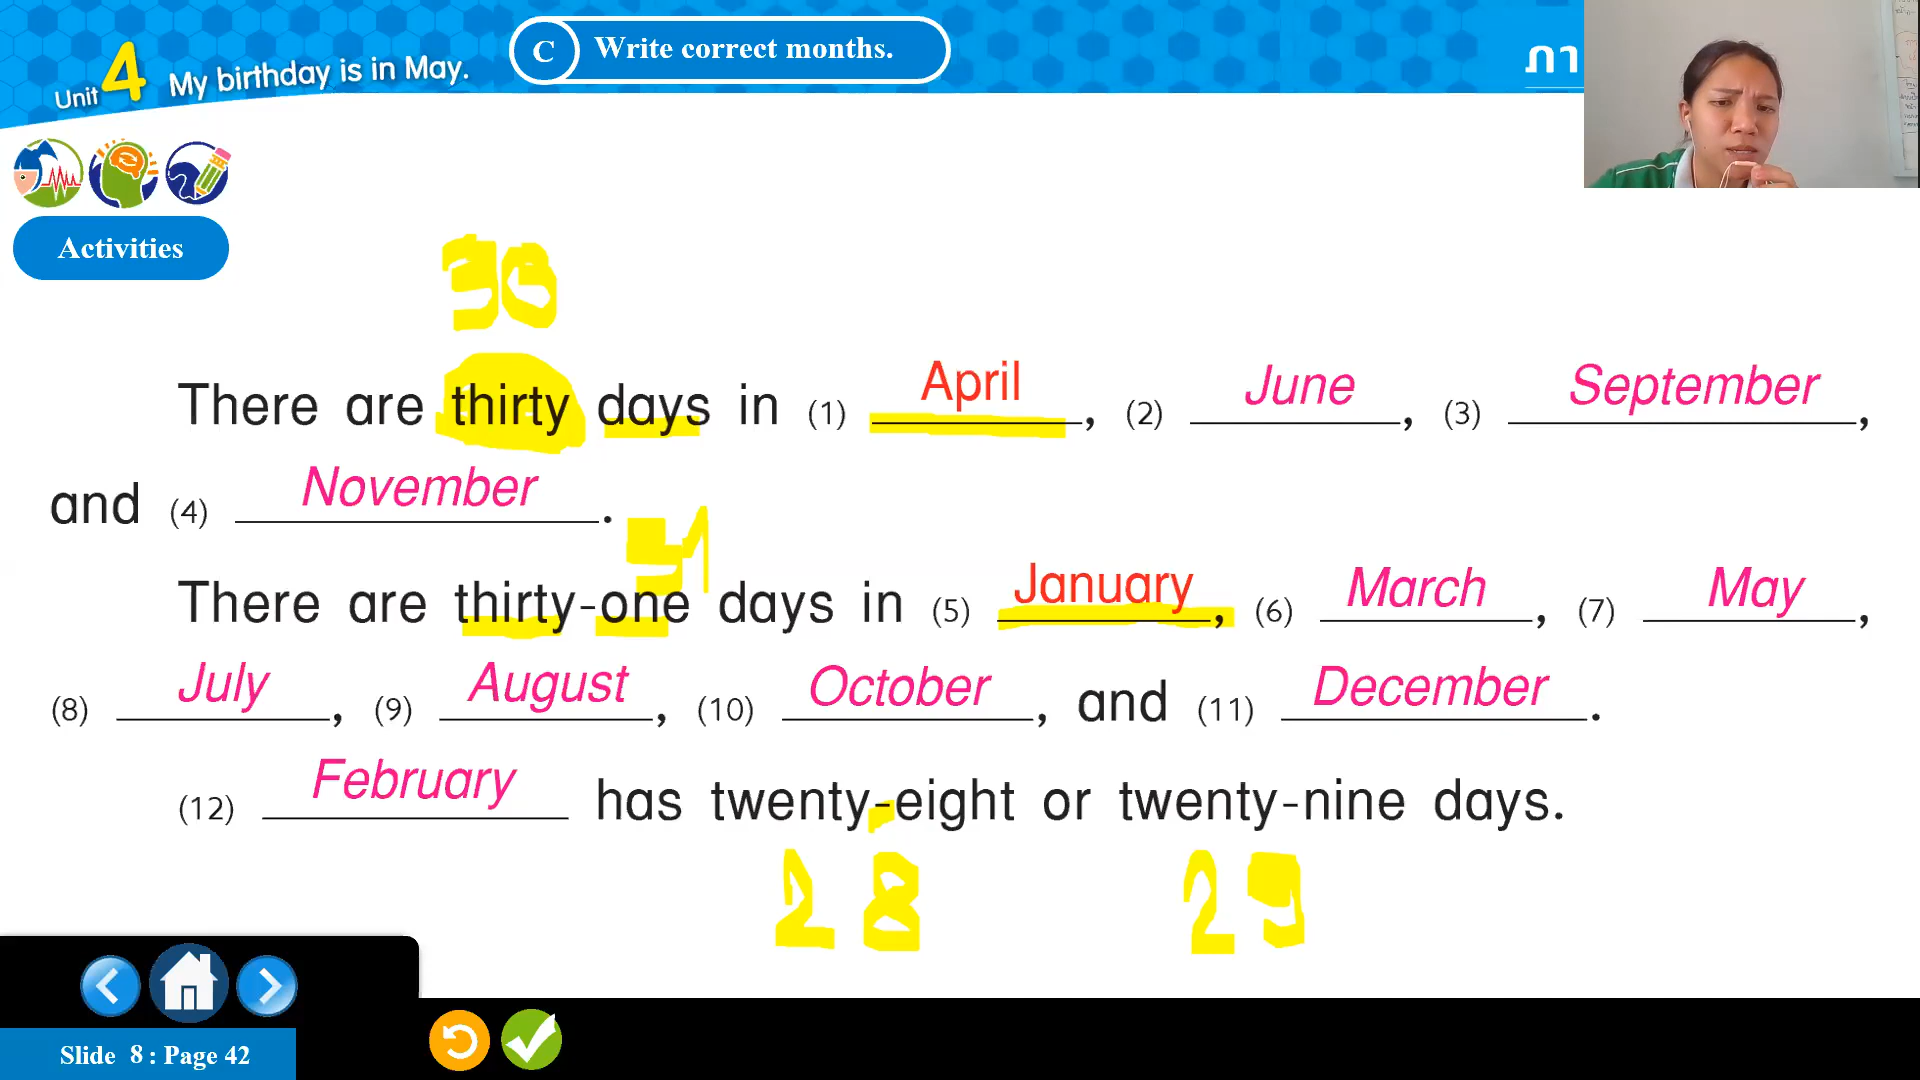 Unit 4 My birthday is in May.
C Write correct months.
ภา
Activities
30
There are thirty days in (1) April, (2) June, (3) September,
and (4) November.
31
There are thirty-one days in (5) January, (6) March, (7) May,
(8) July, (9) August, (10) October, and (11) December.
(12) February has twenty-eight or twenty-nine days.
28 29
Slide 8 : Page 42